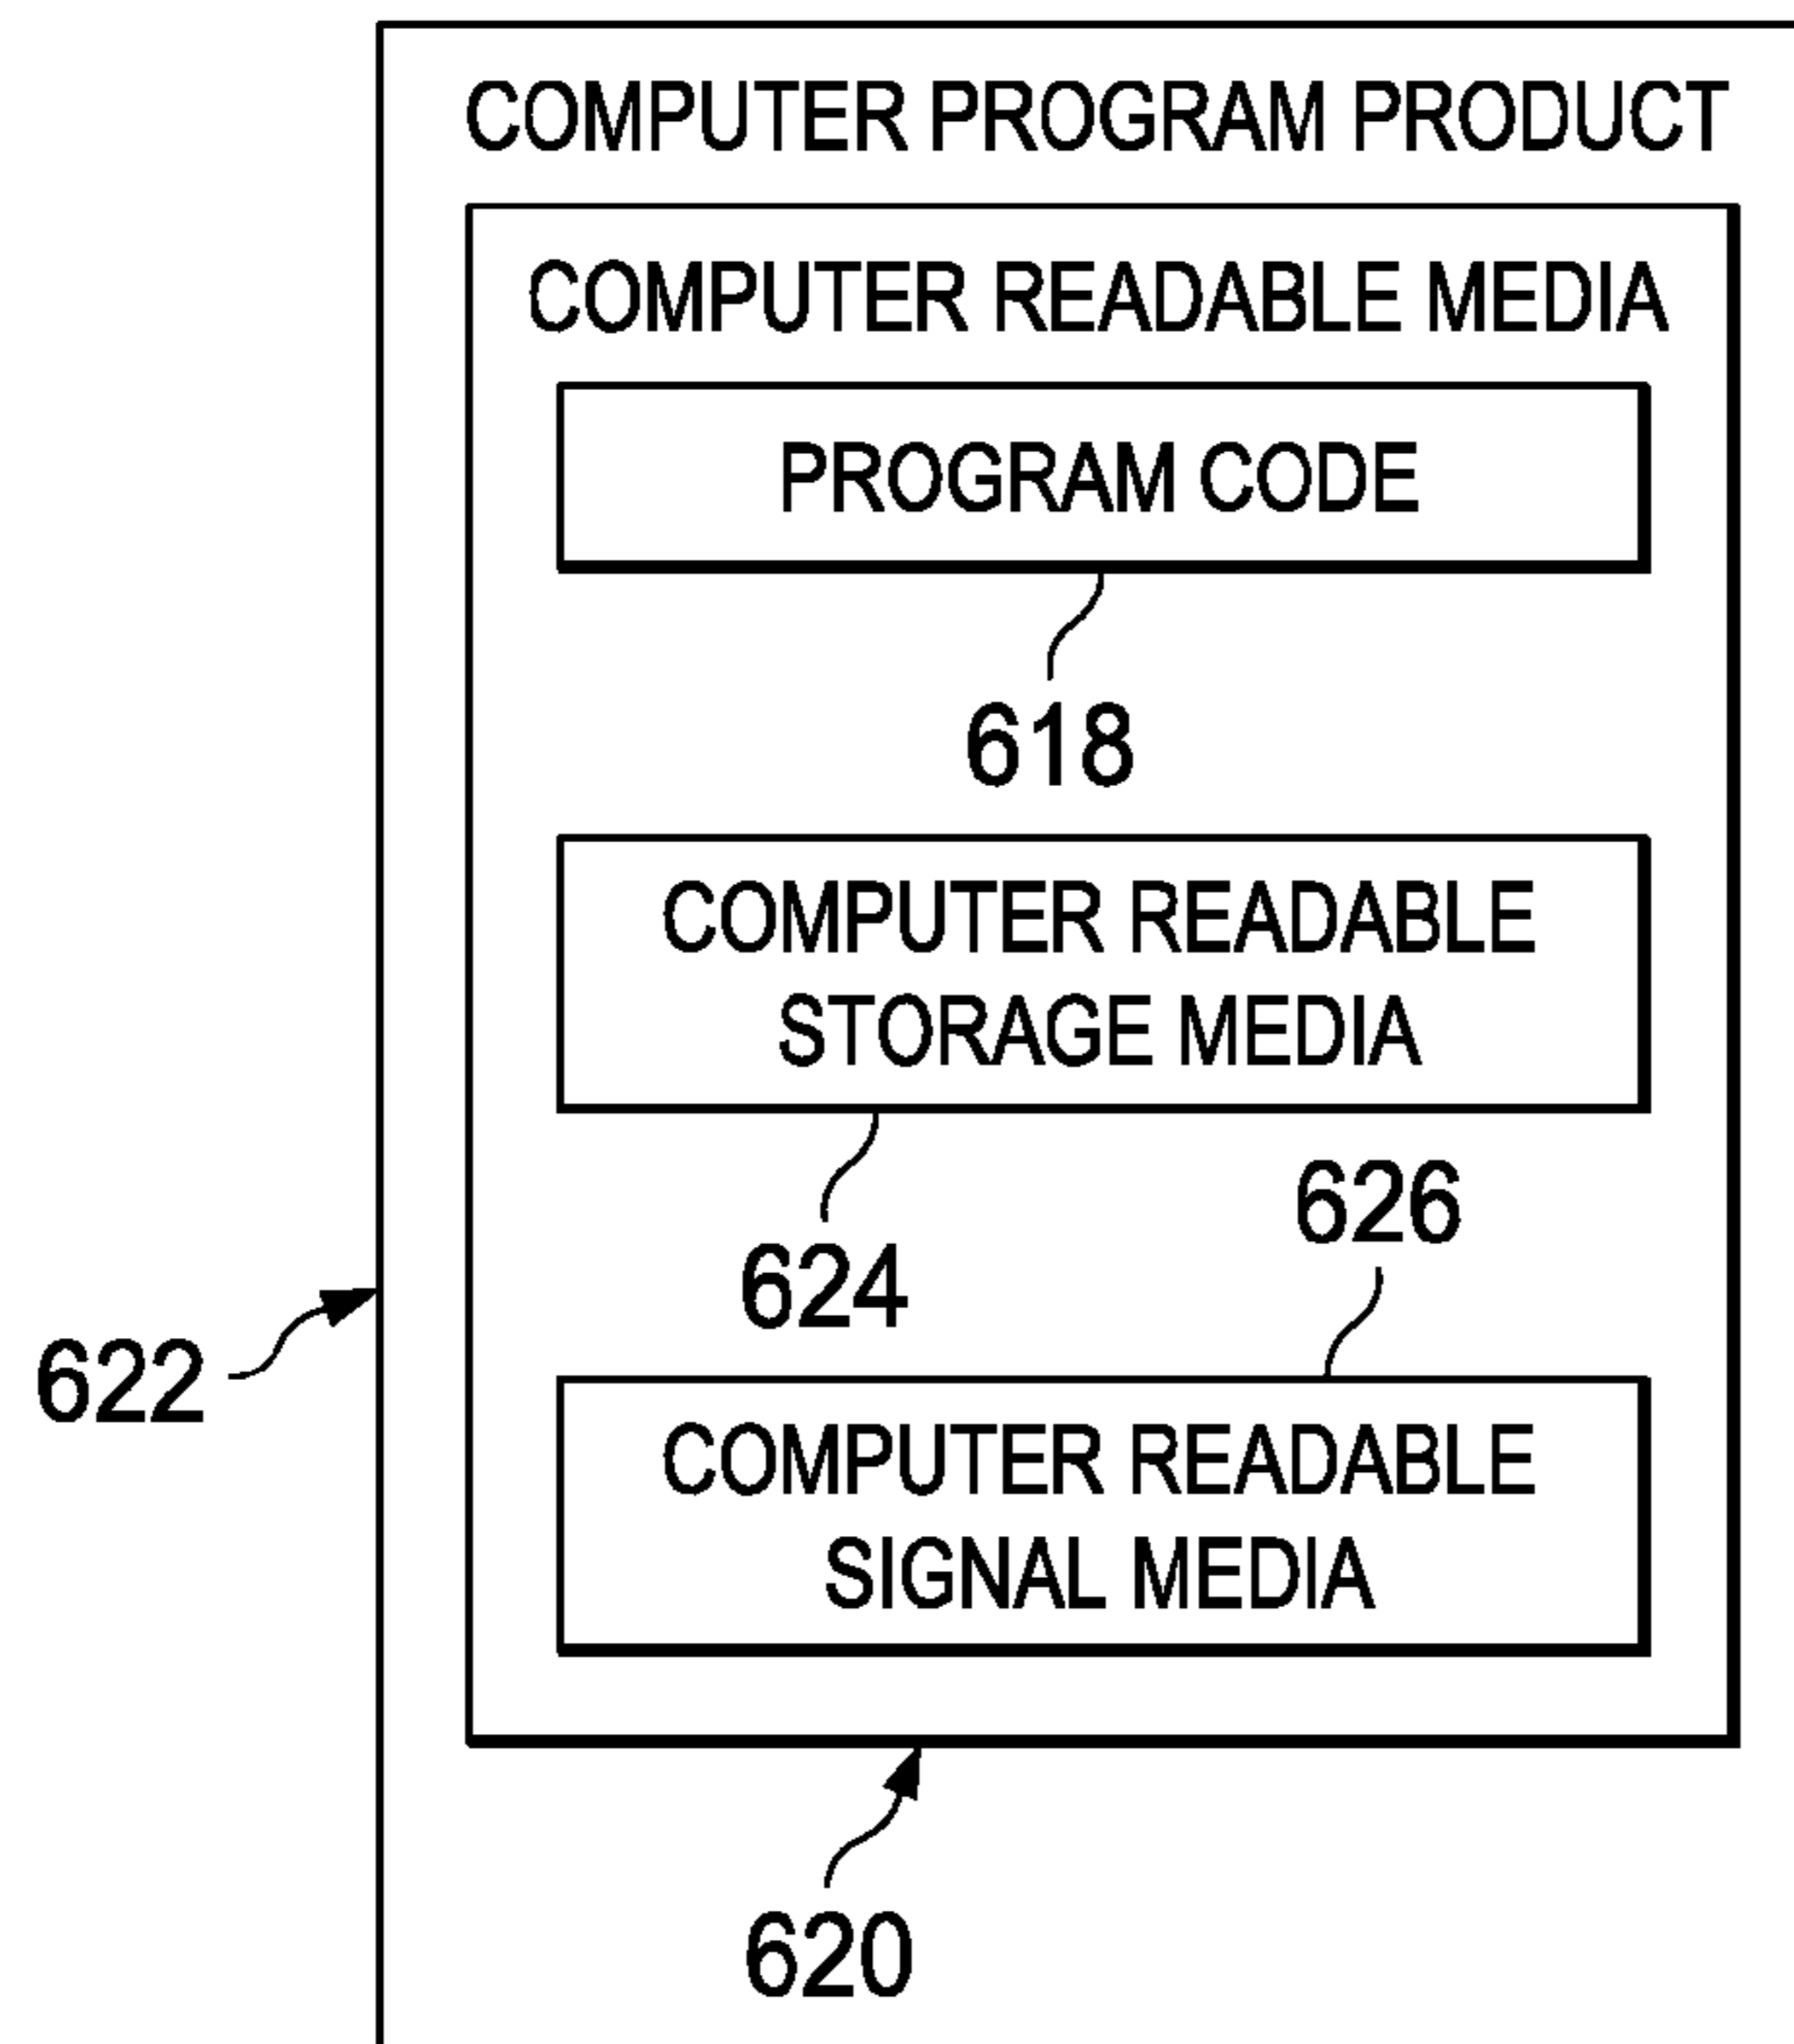 COMPUTER PROGRAM PRODUCT
COMPUTER READABLE MEDIA
PROGRAM CODE
618
COMPUTER READABLE
STORAGE MEDIA
626
624
622
COMPUTER READABLE
SIGNAL MEDIA
620